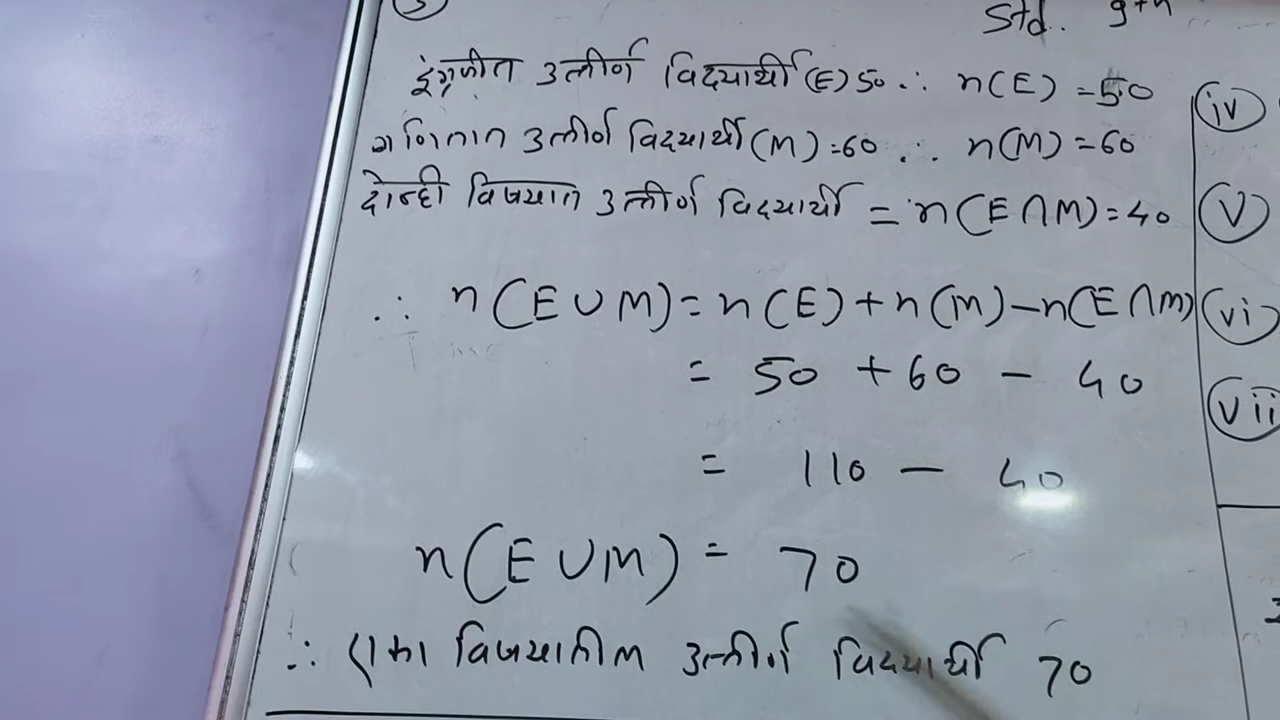 Std. 9th
इंग्रजीत उत्तीर्ण विद्यार्थी (E) 50 ∴ n(E) = 50
गणितात उत्तीर्ण विद्यार्थी (M) = 60 ∴ n(M) = 60
दोन्ही विषयात उत्तीर्ण विद्यार्थी = n(E∩M) = 40
∴ n(E∪M) = n(E) + n(M) − n(E∩M)
= 50 + 60 − 40
= 110 − 40
n(E∪M) = 70
∴ एका विषयातील उत्तीर्ण विद्यार्थी 70
iv
v
vi
vii